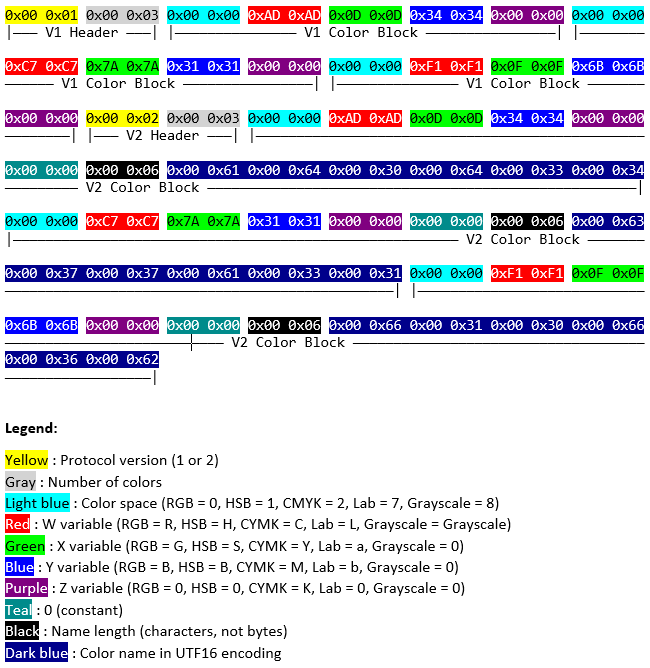 0x00 0x01 0x00 0x03 0x00 0x00 0xAD 0xAD 0x0D 0x0D 0x34 0x34 0x00 0x00 0x00 0x00
V1 Header V1 Color Block
0xC7 0xC7 0x7A 0x7A 0x31 0x31 0x00 0x00 0x00 0x00 0xF1 0xF1 0x0F 0x0F 0x6B 0x6B
V1 Color Block V1 Color Block
0x00 0x00 0x00 0x02 0x00 0x03 0x00 0x00 0xAD 0xAD 0x0D 0x0D 0x34 0x34 0x00 0x00
V2 Header
0x00 0x00 0x00 0x06 0x00 0x61 0x00 0x64 0x00 0x30 0x00 0x64 0x00 0x33 0x00 0x34
V2 Color Block
0x00 0x00 0xC7 0xC7 0x7A 0x7A 0x31 0x31 0x00 0x00 0x00 0x00 0x00 0x06 0x00 0x63
V2 Color Block
0x00 0x37 0x00 0x37 0x00 0x61 0x00 0x33 0x00 0x31 0x00 0x00 0xF1 0xF1 0x0F 0x0F
0x6B 0x6B 0x00 0x00 0x00 0x00 0x00 0x06 0x00 0x66 0x00 0x31 0x00 0x30 0x00 0x66
V2 Color Block
0x00 0x36 0x00 0x62
Legend:
Yellow : Protocol version (1 or 2)
Gray : Number of colors
Light blue : Color space (RGB = 0, HSB = 1, CMYK = 2, Lab = 7, Grayscale = 8)
Red : W variable (RGB = R, HSB = H, CYMK = C, Lab = L, Grayscale = Grayscale)
Green : X variable (RGB = G, HSB = S, CYMK = Y, Lab = a, Grayscale = 0)
Blue : Y variable (RGB = B, HSB = B, CYMK = M, Lab = b, Grayscale = 0)
Purple : Z variable (RGB = 0, HSB = 0, CYMK = K, Lab = 0, Grayscale = 0)
Teal : 0 (constant)
Black : Name length (characters, not bytes)
Dark blue : Color name in UTF16 encoding